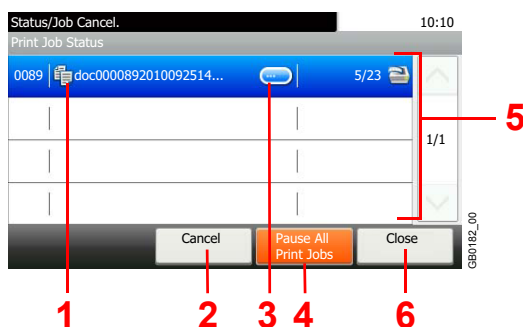 Status/Job Cancel. 10:10
Print Job Status
0089 doc0000892010092514... ... 5/23
5
1/1
Cancel Pause All Print Jobs Close
GB0182_00
1 2 3 4 6